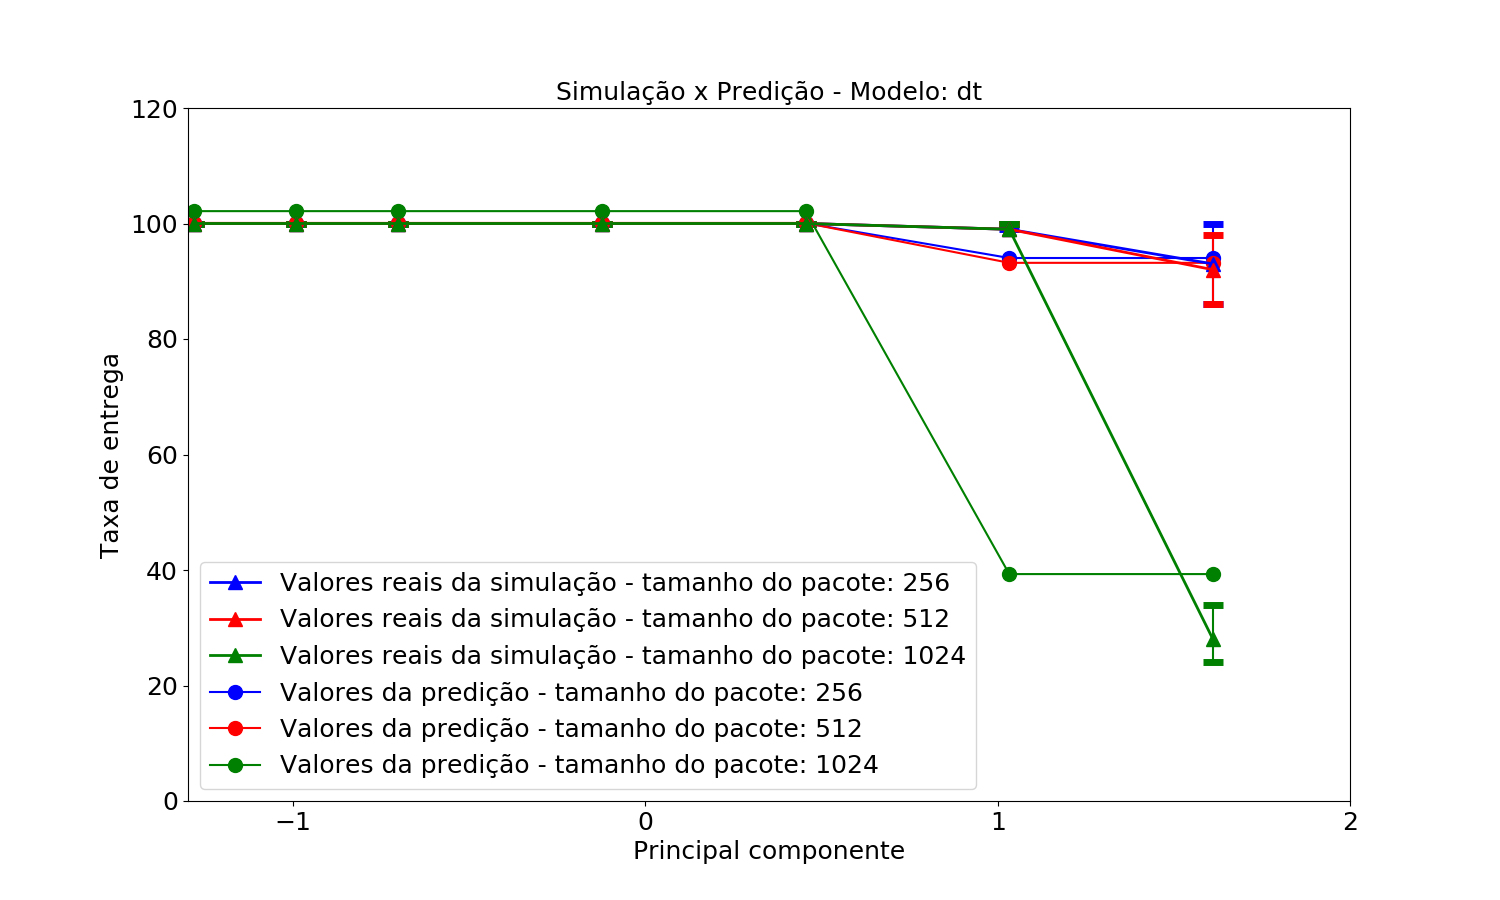 Simulação x Predição - Modelo: dt
120
100
80
60
40
20
0
Taxa de entrega
Valores reais da simulação - tamanho do pacote: 256
Valores reais da simulação - tamanho do pacote: 512
Valores reais da simulação - tamanho do pacote: 1024
Valores da predição - tamanho do pacote: 256
Valores da predição - tamanho do pacote: 512
Valores da predição - tamanho do pacote: 1024
−1 0 1 2
Principal componente